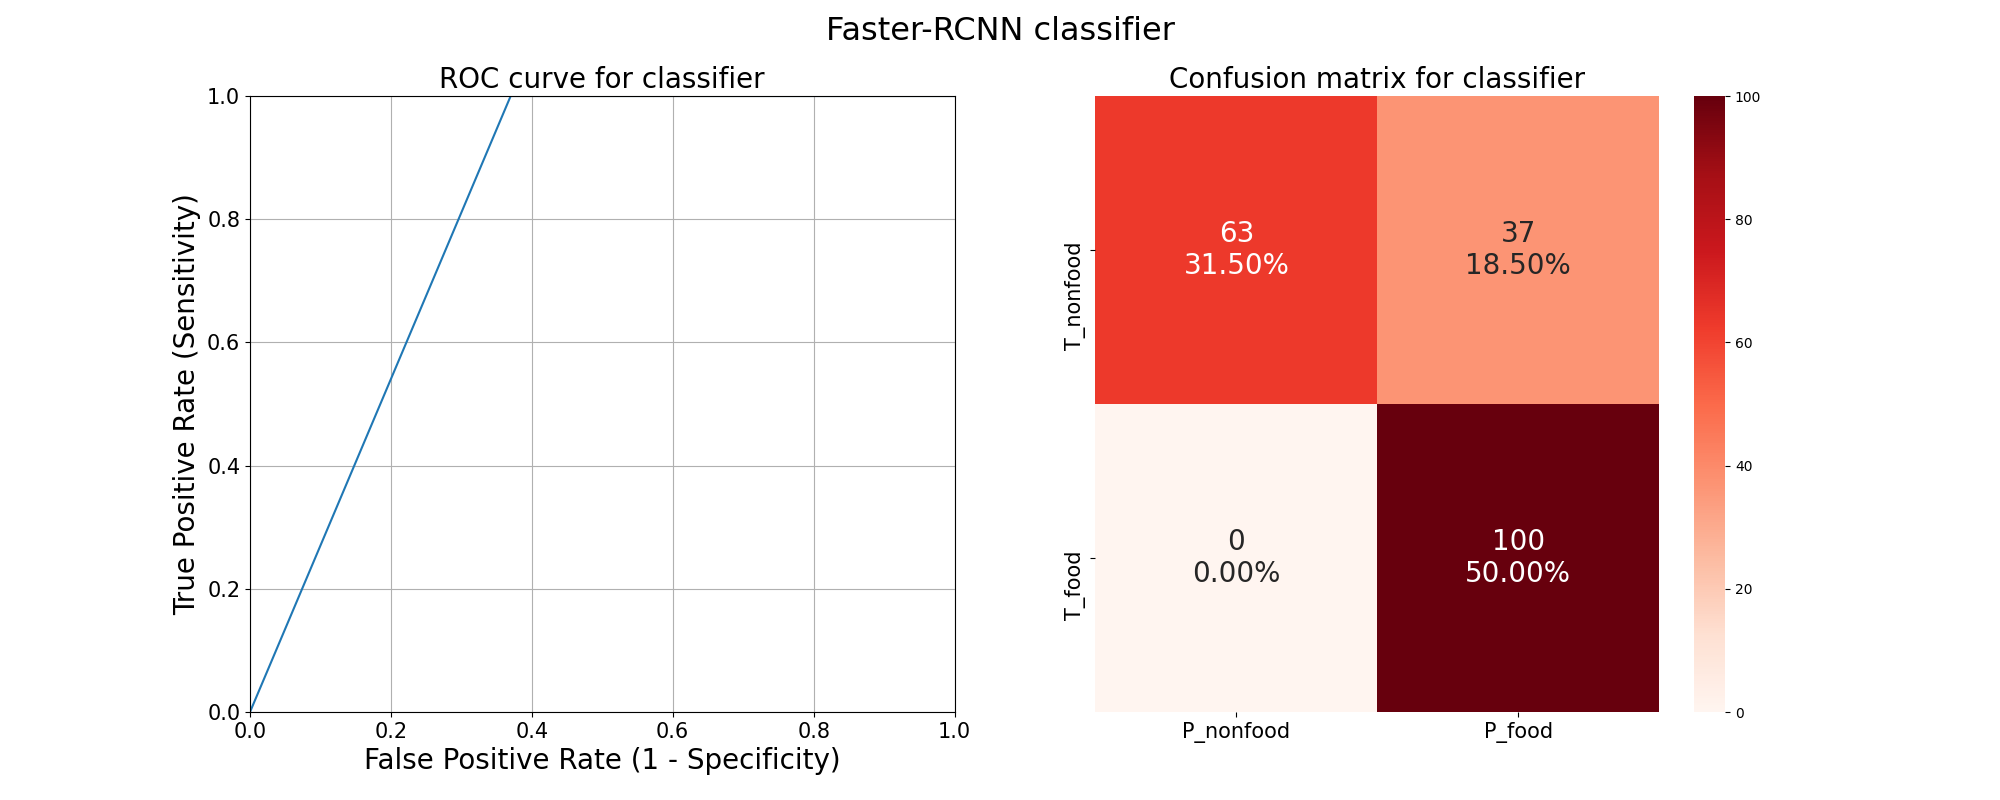 Faster-RCNN classifier
ROC curve for classifier
1.0
0.8
0.6
0.4
0.2
0.0
0.0 0.2 0.4 0.6 0.8 1.0
True Positive Rate (Sensitivity)
False Positive Rate (1 - Specificity)
Confusion matrix for classifier
T_nonfood
T_food
63
31.50%
37
18.50%
0
0.00%
100
50.00%
P_nonfood P_food
100
80
60
40
20
0